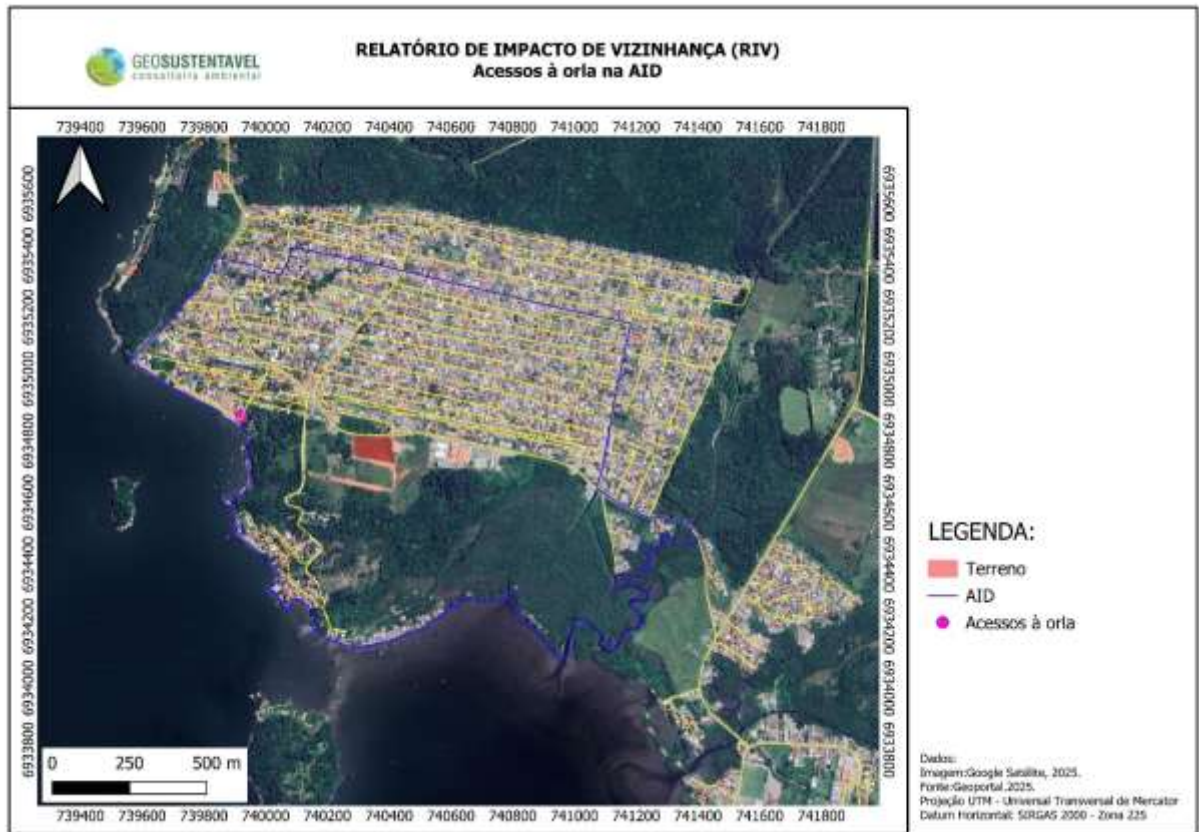 GEOSUSTENTAVEL
consultoria ambiental
RELATÓRIO DE IMPACTO DE VIZINHANÇA (RIV)
Acessos à orla na AID
739400 739600 739800 740000 740200 740400 740600 740800 741000 741200 741400 741600 741800
6935600 6935400 6935200 6935000 6934800 6934600 6934400 6934200 6934000 6933800
6935600 6935400 6935200 6935000 6934800 6934600 6934400 6934200 6934000 6933800
0 250 500 m
739400 739600 739800 740000 740200 740400 740600 740800 741000 741200 741400 741600 741800
LEGENDA:
Terreno
AID
Acessos à orla
Dados:
Imagem:Google Satélite, 2025.
Fonte:Geoportal.2025.
Projeção UTM - Universal Transversal de Mercator
Datum Horizontal: SIRGAS 2000 - Zona 22S